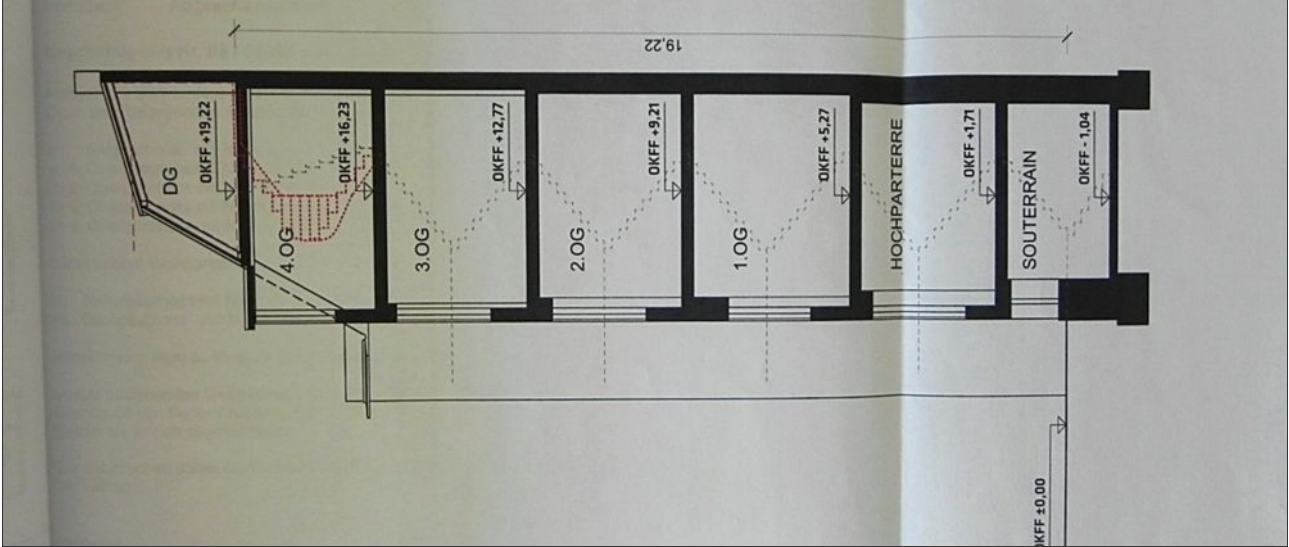 19,22
DG
OKFF +19,22
4.OG
OKFF +16,23
3.OG
OKFF +12,77
2.OG
OKFF +9,21
1.OG
OKFF +5,27
HOCHPARTERRE
OKFF +1,71
SOUTERRAIN
OKFF - 1,04
OKFF ±0,00